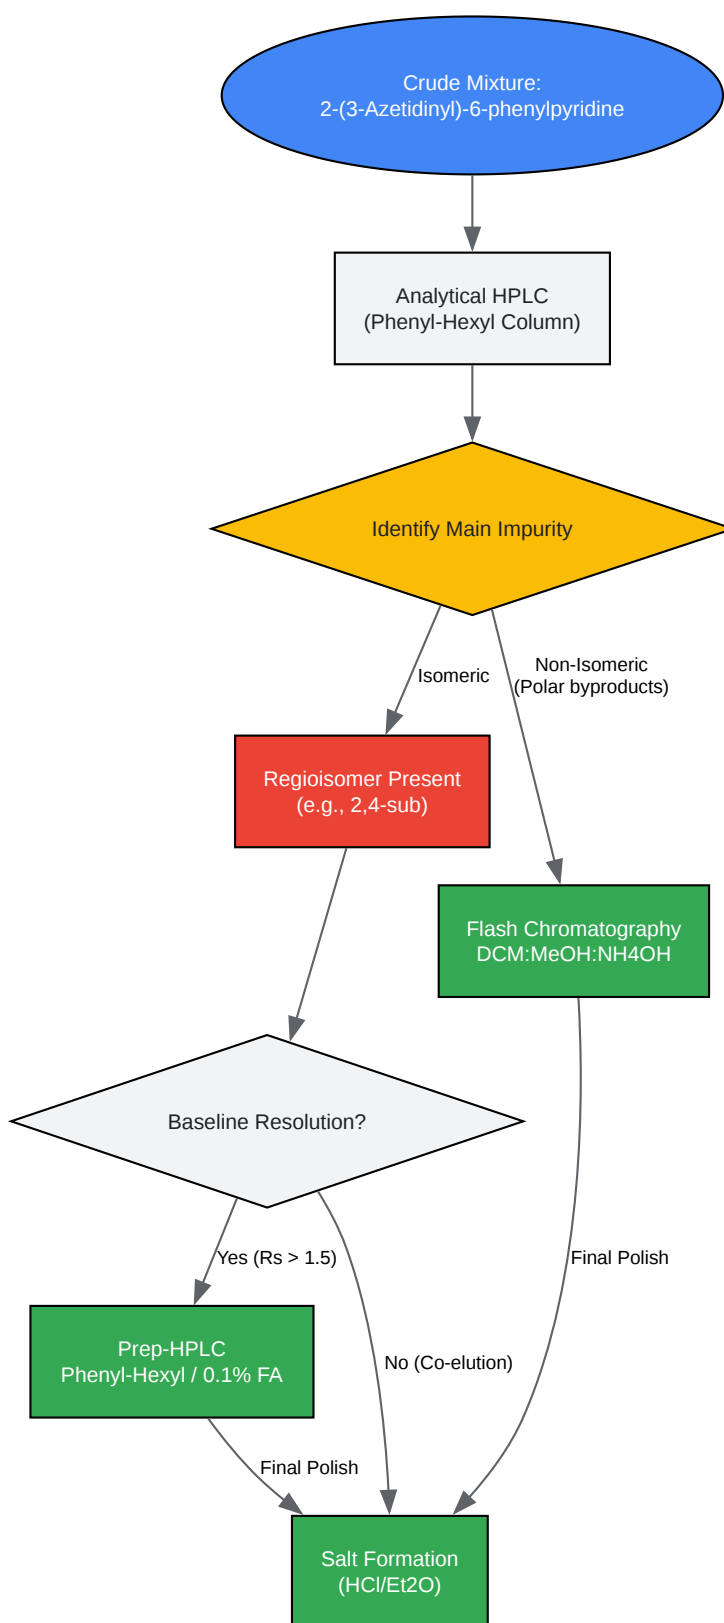 Crude Mixture:
2-(3-Azetidinyl)-6-phenylpyridine
Analytical HPLC
(Phenyl-Hexyl Column)
Identify Main Impurity
Isomeric
Non-Isomeric
(Polar byproducts)
Regioisomer Present
(e.g., 2,4-sub)
Flash Chromatography
DCM:MeOH:NH4OH
Baseline Resolution?
Yes (Rs > 1.5)
Final Polish
Prep-HPLC
Phenyl-Hexyl / 0.1% FA
No (Co-elution)
Final Polish
Salt Formation
(HCl/Et2O)